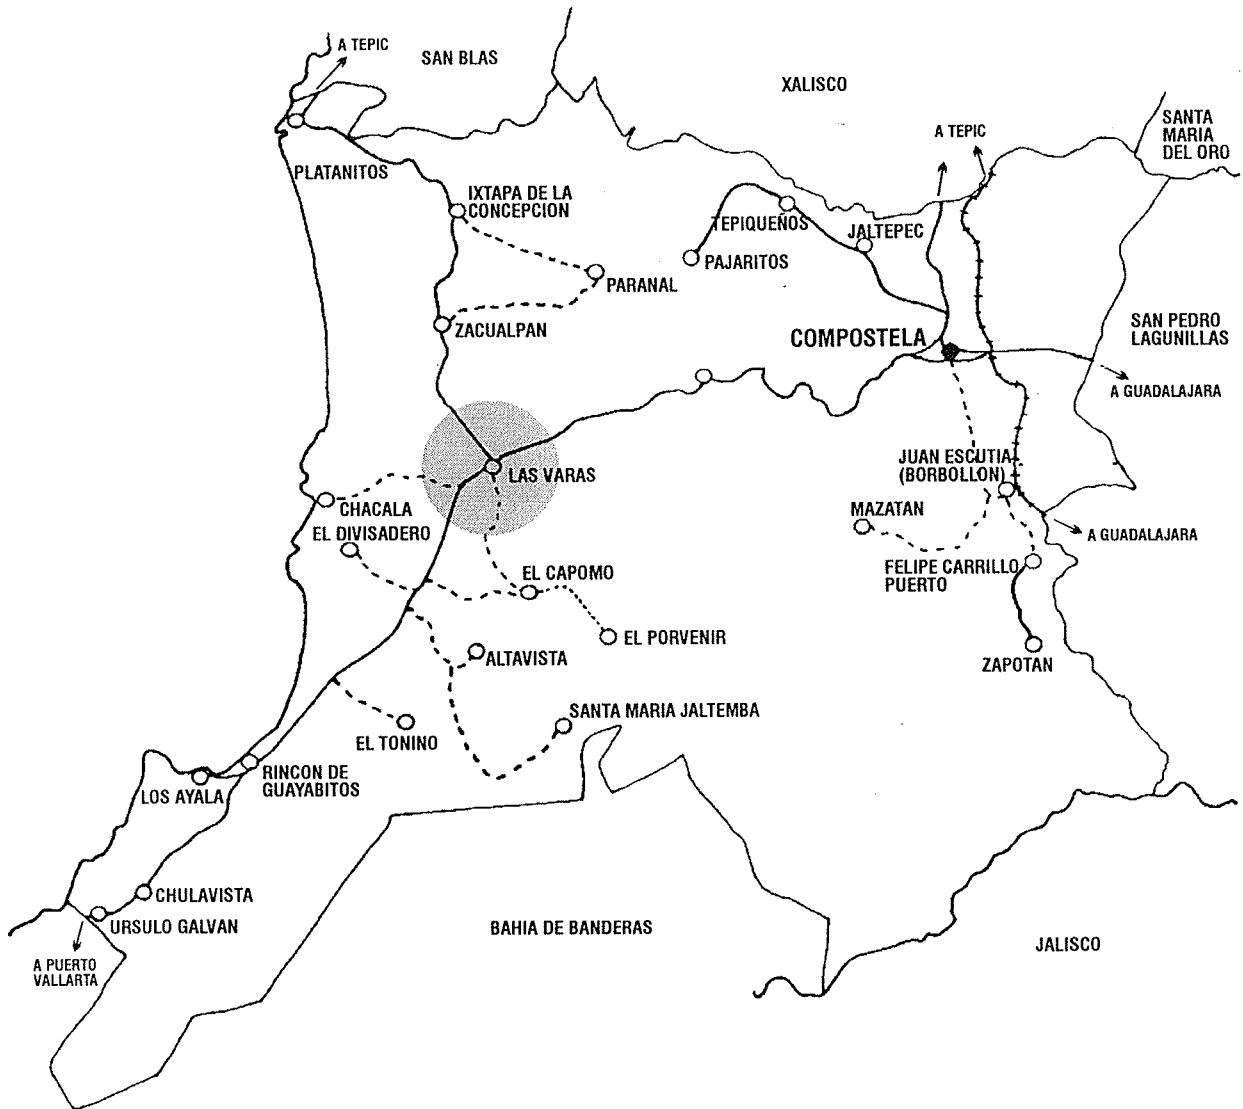 A TEPIC
SAN BLAS
XALISCO
SANTA
MARIA
DEL ORO
A TEPIC
PLATANITOS
IXTAPA DE LA
CONCEPCION
TEPIQUEÑOS
JALTEPEC
PAJARITOS
PARANAL
ZACUALPAN
COMPOSTELA
SAN PEDRO
LAGUNILLAS
A GUADALAJARA
LAS VARAS
JUAN ESCUTIA
(BORBOLLON)
CHACALA
EL DIVISADERO
MAZATAN
A GUADALAJARA
EL CAPOMO
FELIPE CARRILLO
PUERTO
EL PORVENIR
ALTAVISTA
ZAPOTAN
SANTA MARIA JALTEMBA
EL TONINO
RINCON DE
GUAYABITOS
LOS AYALA
CHULAVISTA
URSULO GALVAN
BAHIA DE BANDERAS
JALISCO
A PUERTO
VALLARTA